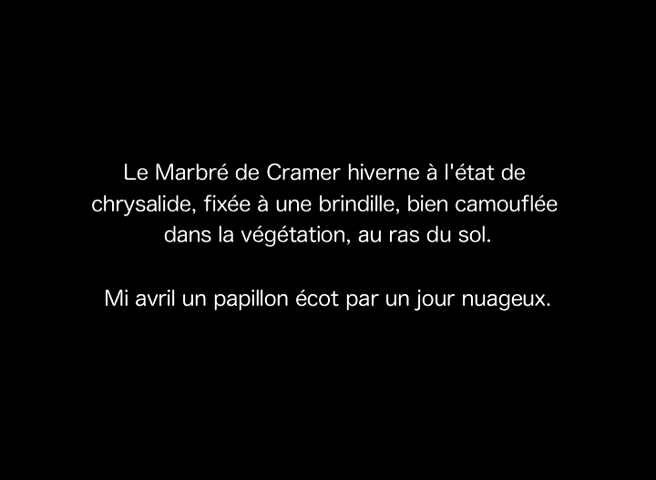 Le Marbré de Cramer hiverne à l'état de
chrysalide, fixée à une brindille, bien camouflée
dans la végétation, au ras du sol.
Mi avril un papillon écot par un jour nuageux.